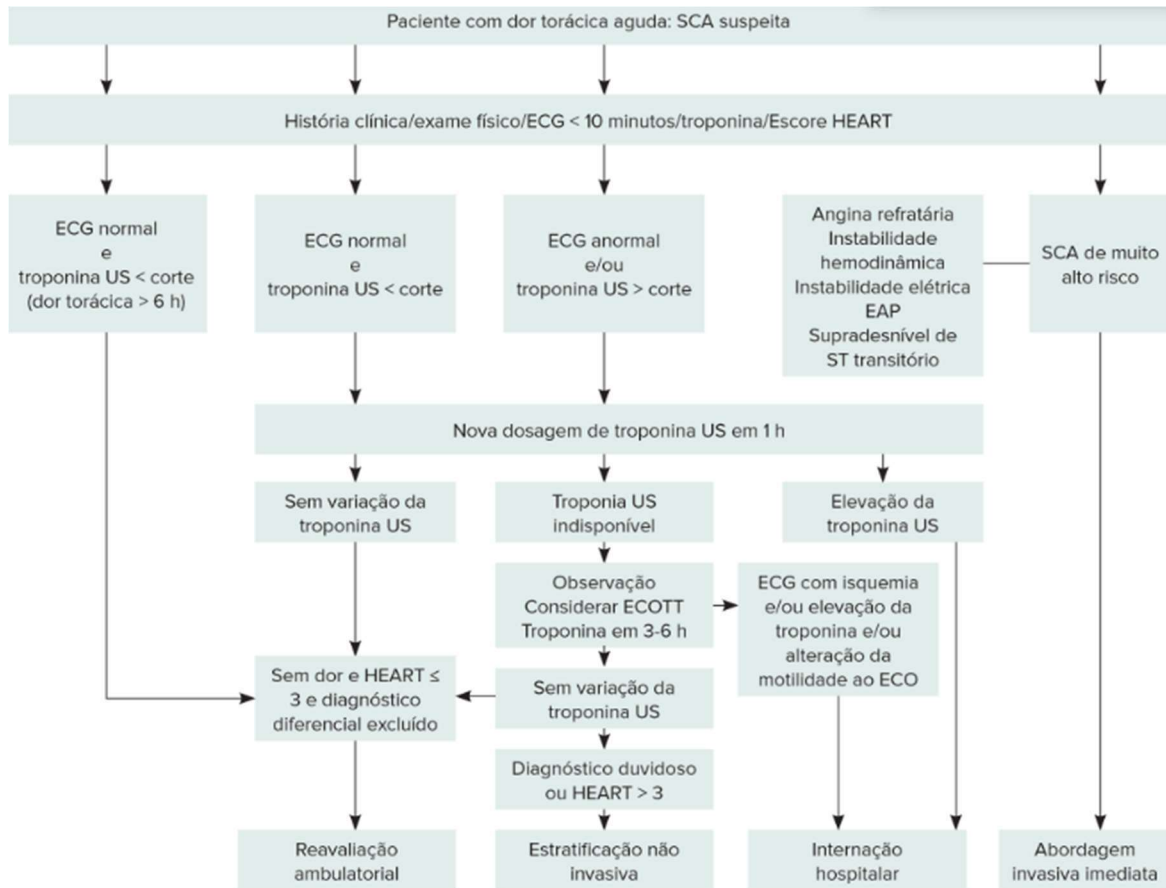 Paciente com dor torácica aguda: SCA suspeita
História clínica/exame físico/ECG < 10 minutos/troponina/Escore HEART
ECG normal
e
troponina US < corte
(dor torácica > 6 h)
ECG normal
e
troponina US < corte
ECG anormal
e/ou
troponina US > corte
Angina refratária
Instabilidade
hemodinâmica
Instabilidade elétrica
EAP
Supradesnível de
ST transitório
SCA de muito
alto risco
Nova dosagem de troponina US em 1 h
Sem variação da
troponina US
Troponia US
indisponível
Elevação da
troponina US
Observação
Considerar ECOTT
Troponina em 3-6 h
ECG com isquemia
e/ou elevação da
troponina e/ou
alteração da
motilidade ao ECO
Sem dor e HEART ≤
3 e diagnóstico
diferencial excluído
Sem variação da
troponina US
Diagnóstico duvidoso
ou HEART > 3
Reavaliação
ambulatorial
Estratificação não
invasiva
Internação
hospitalar
Abordagem
invasiva imediata